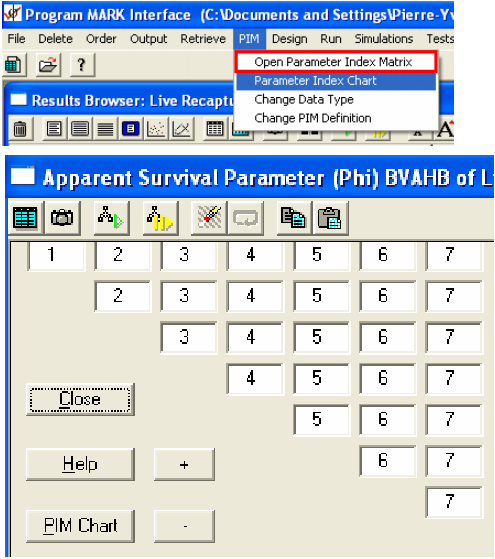 Program MARK Interface (C:\Documents and Settings\Pierre-Yv
File Delete Order Output Retrieve PIM Design Run Simulations Tests
Open Parameter Index Matrix
Parameter Index Chart
Change Data Type
Change PIM Definition
Results Browser: Live Recaptu
Apparent Survival Parameter (Phi) BVAHB of L
1 2 3 4 5 6 7
2 3 4 5 6 7
3 4 5 6 7
4 5 6 7
Close
5 6 7
Help +
6 7
7
PIM Chart -